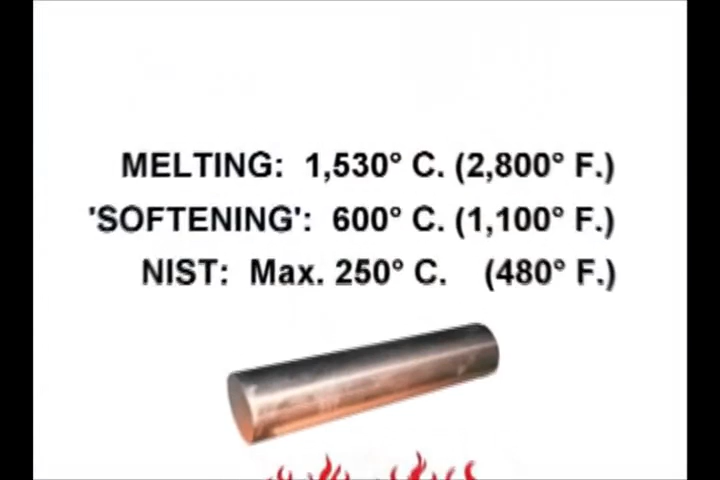 MELTING: 1,530° C. (2,800° F.)
'SOFTENING': 600° C. (1,100° F.)
NIST: Max. 250° C. (480° F.)